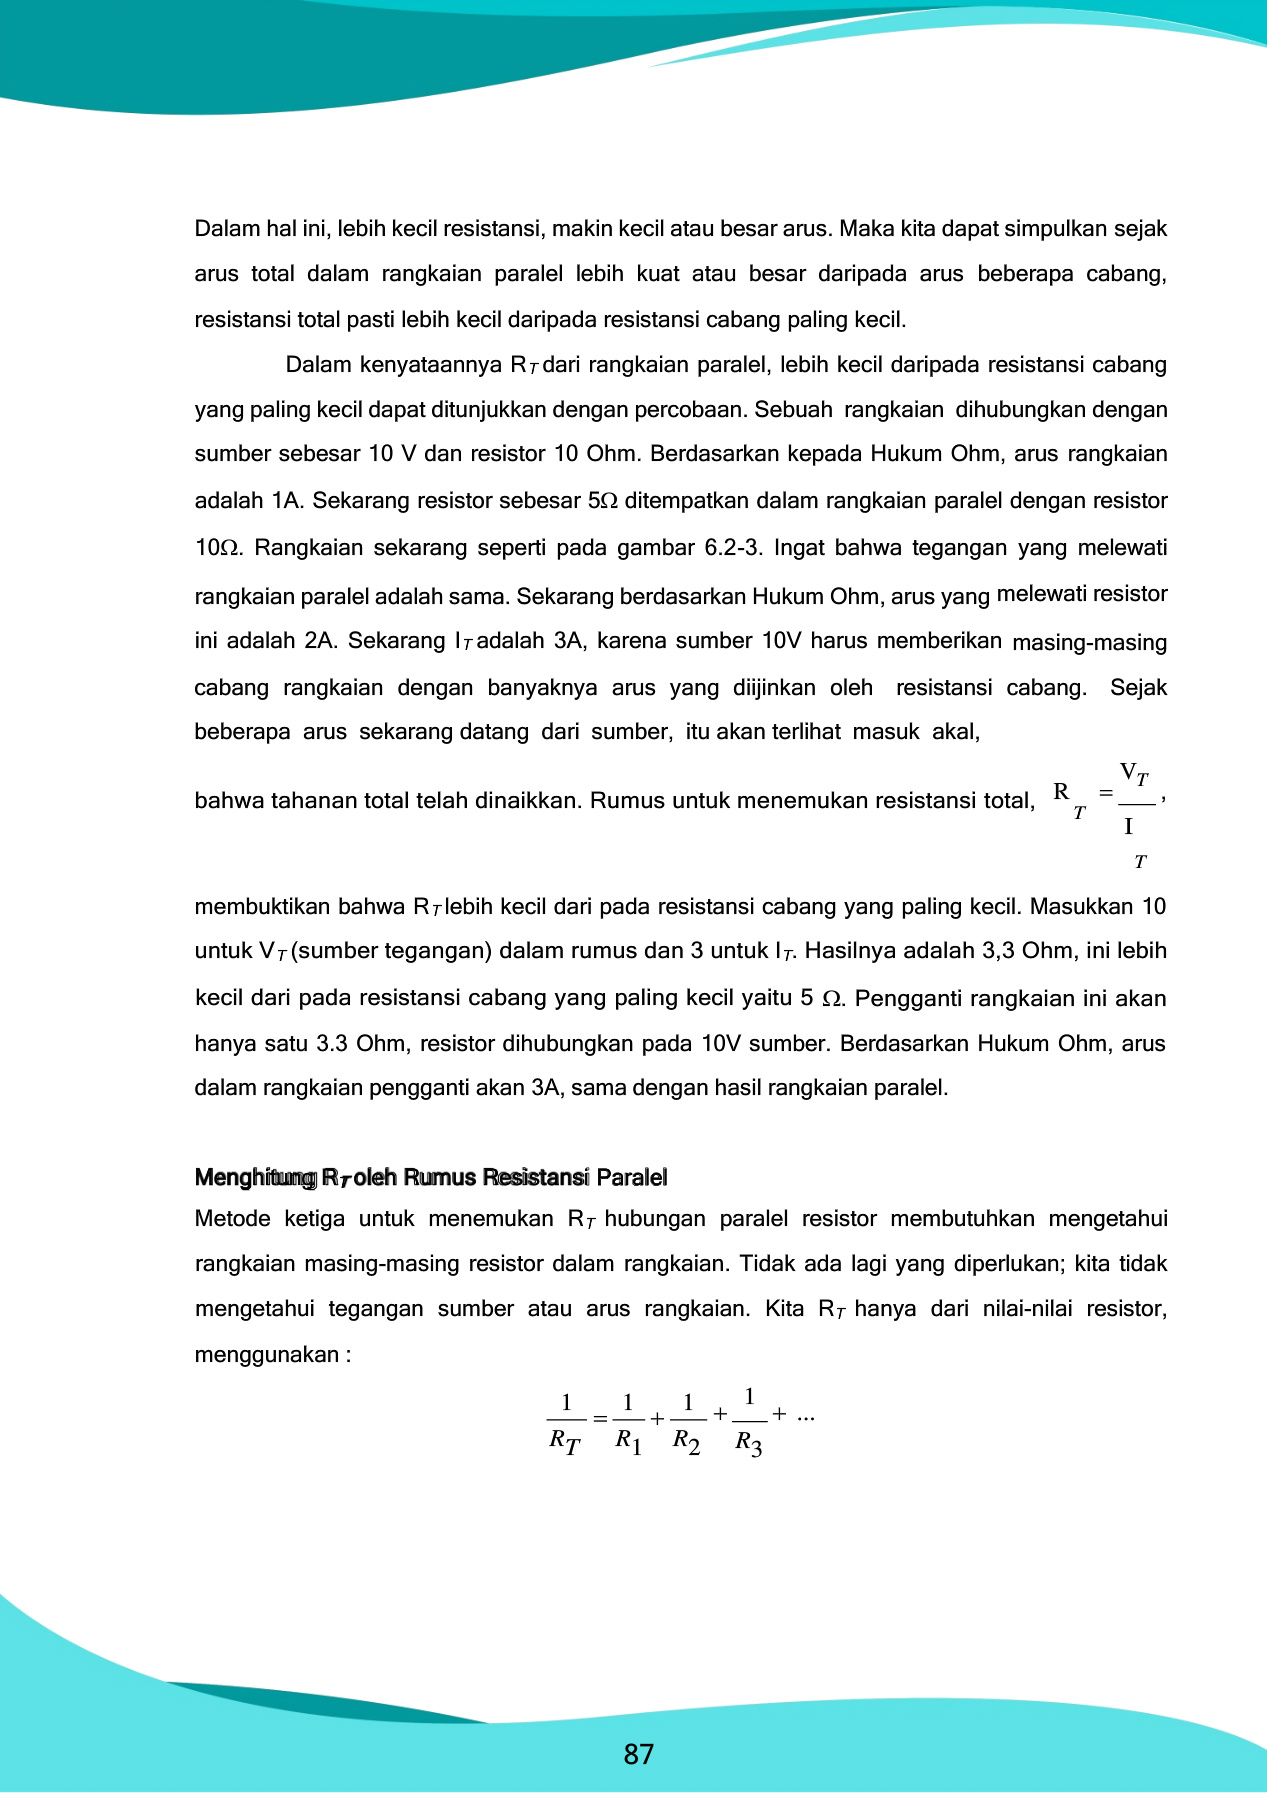 Dalam hal ini, lebih kecil resistansi, makin kecil atau besar arus. Maka kita dapat simpulkan sejak
arus total dalam rangkaian paralel lebih kuat atau besar daripada arus beberapa cabang,
resistansi total pasti lebih kecil daripada resistansi cabang paling kecil.
Dalam kenyataannya R_T dari rangkaian paralel, lebih kecil daripada resistansi cabang
yang paling kecil dapat ditunjukkan dengan percobaan. Sebuah rangkaian dihubungkan dengan
sumber sebesar 10 V dan resistor 10 Ohm. Berdasarkan kepada Hukum Ohm, arus rangkaian
adalah 1A. Sekarang resistor sebesar 5Ω ditempatkan dalam rangkaian paralel dengan resistor
10Ω. Rangkaian sekarang seperti pada gambar 6.2-3. Ingat bahwa tegangan yang melewati
rangkaian paralel adalah sama. Sekarang berdasarkan Hukum Ohm, arus yang melewati resistor
ini adalah 2A. Sekarang I_T adalah 3A, karena sumber 10V harus memberikan masing-masing
cabang rangkaian dengan banyaknya arus yang diijinkan oleh resistansi cabang. Sejak
beberapa arus sekarang datang dari sumber, itu akan terlihat masuk akal,
bahwa tahanan total telah dinaikkan. Rumus untuk menemukan resistansi total, R_T = V_T / I_T,
membuktikan bahwa R_T lebih kecil dari pada resistansi cabang yang paling kecil. Masukkan 10
untuk V_T (sumber tegangan) dalam rumus dan 3 untuk I_T. Hasilnya adalah 3,3 Ohm, ini lebih
kecil dari pada resistansi cabang yang paling kecil yaitu 5 Ω. Pengganti rangkaian ini akan
hanya satu 3.3 Ohm, resistor dihubungkan pada 10V sumber. Berdasarkan Hukum Ohm, arus
dalam rangkaian pengganti akan 3A, sama dengan hasil rangkaian paralel.
Menghitung R_T oleh Rumus Resistansi Paralel
Metode ketiga untuk menemukan R_T hubungan paralel resistor membutuhkan mengetahui
rangkaian masing-masing resistor dalam rangkaian. Tidak ada lagi yang diperlukan; kita tidak
mengetahui tegangan sumber atau arus rangkaian. Kita R_T hanya dari nilai-nilai resistor,
menggunakan :
1/R_T = 1/R_1 + 1/R_2 + 1/R_3 + ...
87